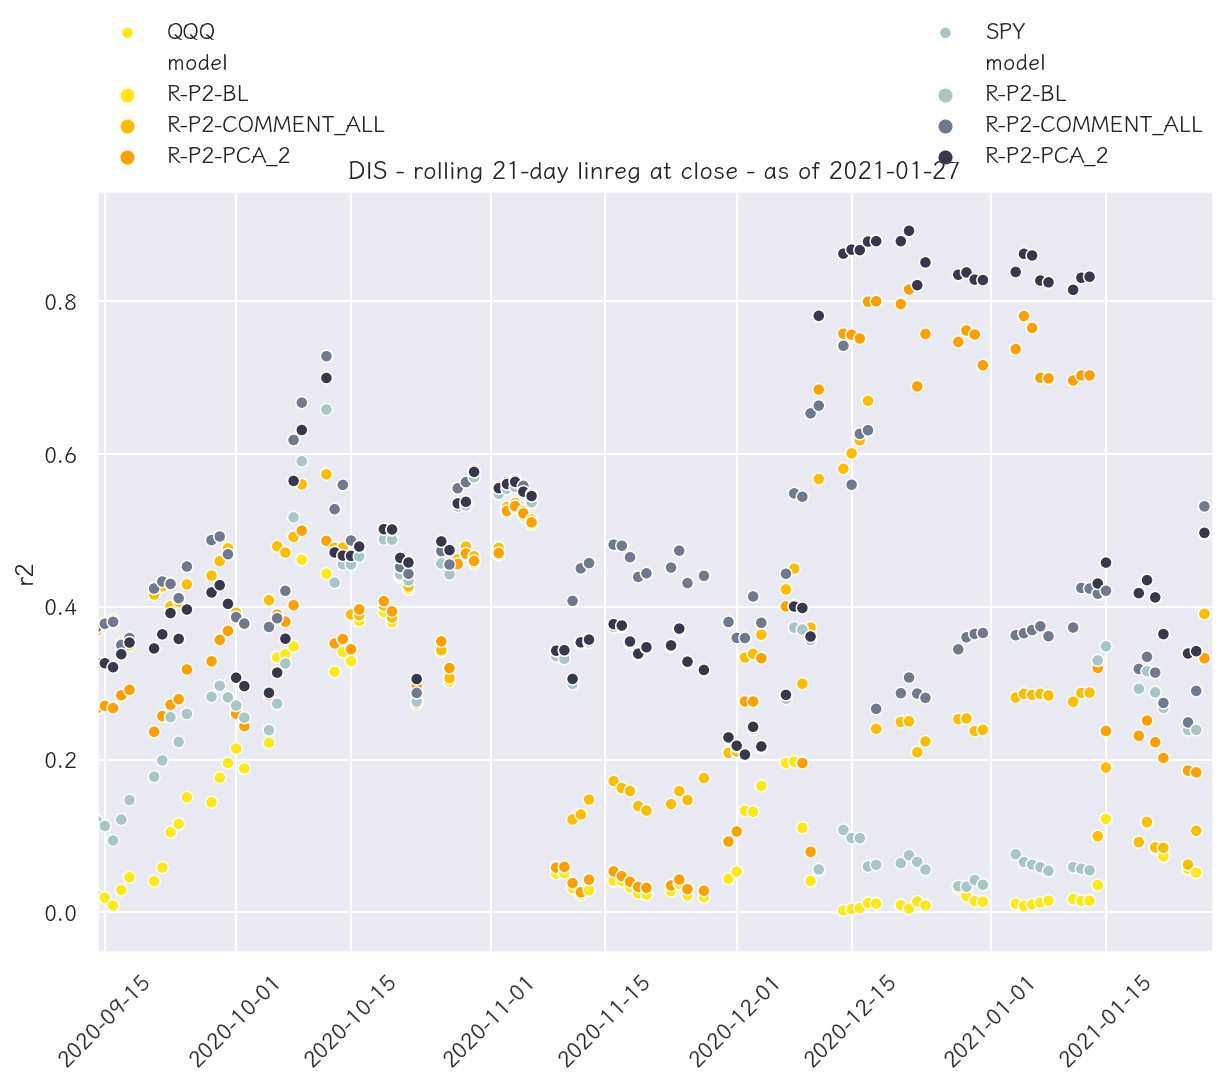 QQQ
model
R-P2-BL
R-P2-COMMENT_ALL
R-P2-PCA_2
SPY
model
R-P2-BL
R-P2-COMMENT_ALL
R-P2-PCA_2
DIS - rolling 21-day linreg at close - as of 2021-01-27
r2
0.8
0.6
0.4
0.2
0.0
2020-09-15
2020-10-01
2020-10-15
2020-11-01
2020-11-15
2020-12-01
2020-12-15
2021-01-01
2021-01-15